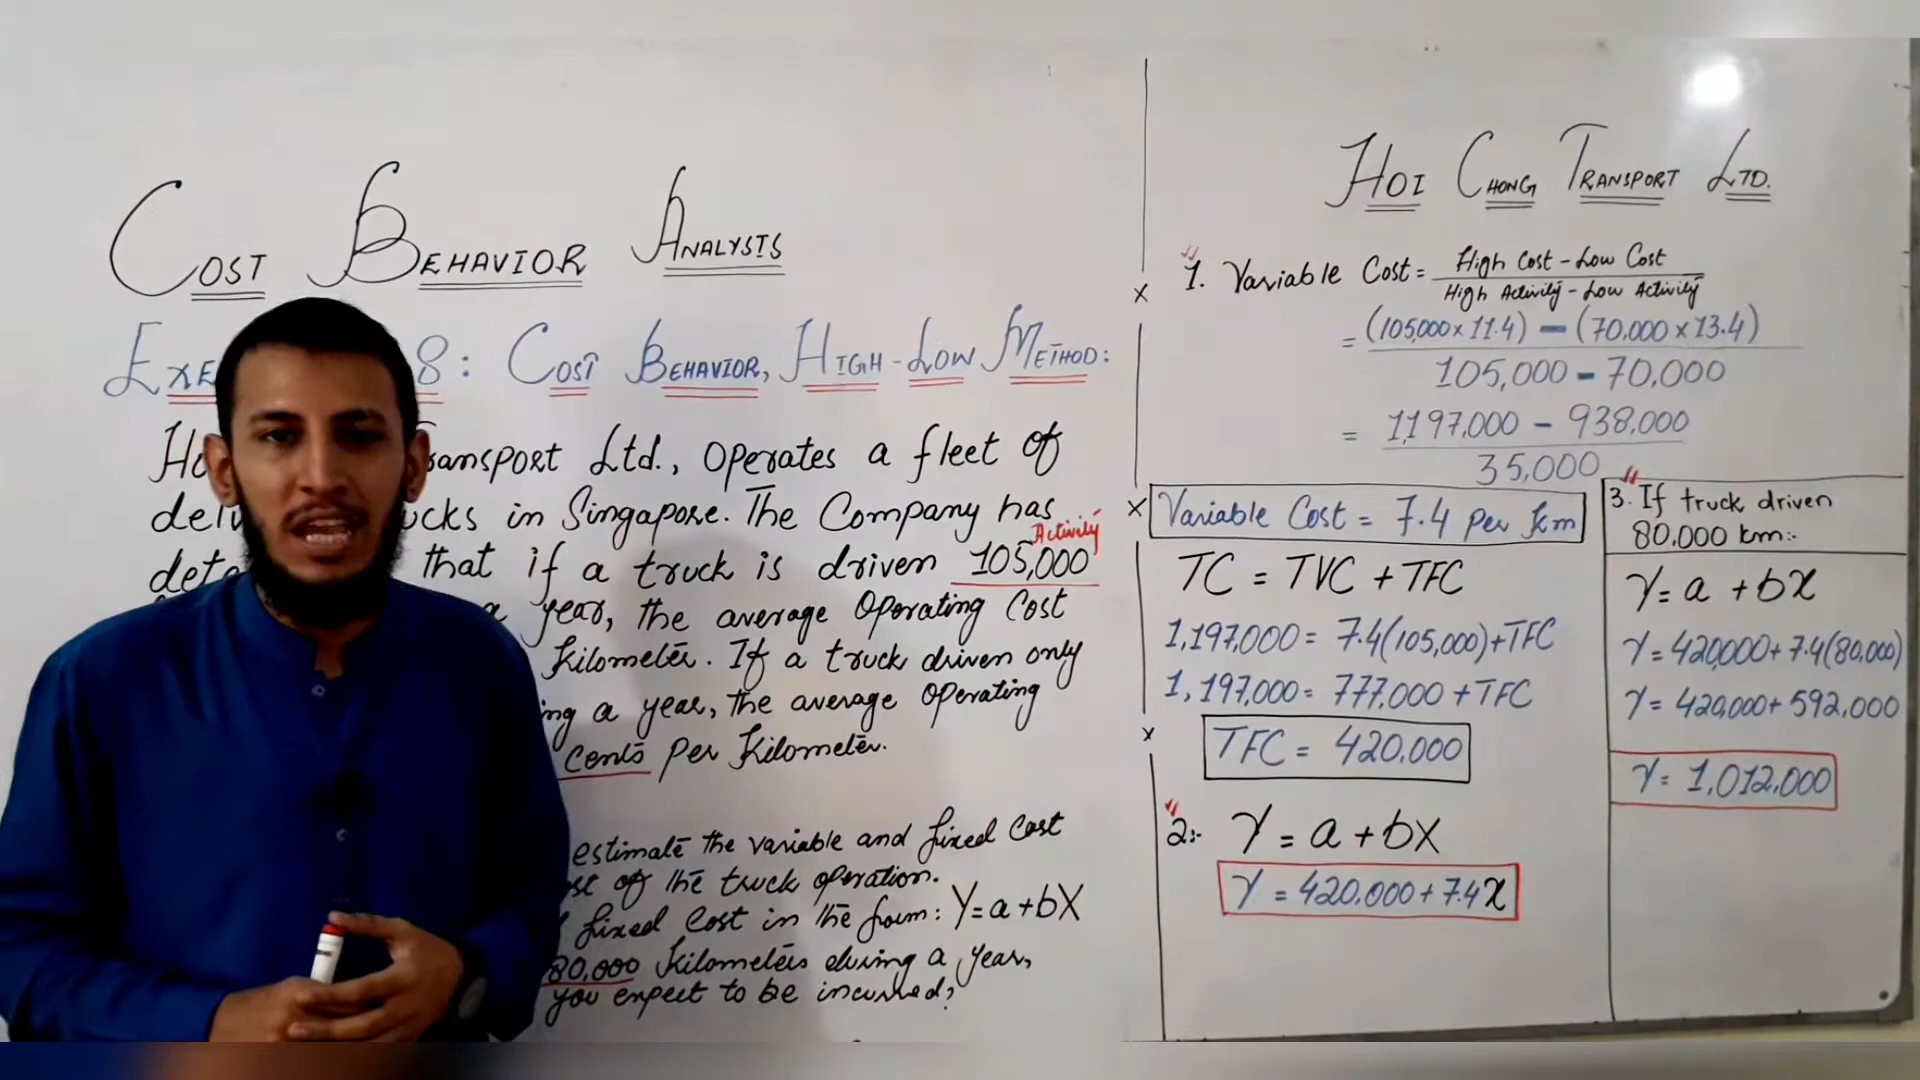 COST BEHAVIOR ANALYSIS
8: COST BEHAVIOR, HIGH-LOW METHOD:
Transport Ltd., Operates a fleet of
in Singapore. The Company has
Activity
that if a truck is driven 105,000
a year, the average Operating Cost
Kilometer. If a truck driven only
a year, the average Operating
Cents Per Kilometer.
estimate the variable and fixed Cost
of the truck operation.
fixed Cost in the form: Y=a+bX
80,000 Kilometers during a year,
you expect to be incurred?
HOI CHONG TRANSPORT LTD.
1. Variable Cost = High Cost - Low Cost
High Activity - Low Activity
= (105,000 x 11.4) - (70,000 x 13.4)
105,000 - 70,000
= 1,197,000 - 938,000
35,000
Variable Cost = 7.4 Per km
TC = TVC + TFC
1,197,000 = 7.4(105,000) + TFC
1,197,000 = 777,000 + TFC
TFC = 420,000
2:- Y = a + bX
Y = 420,000 + 7.4x
3. If truck driven
80,000 km:-
Y = a + bX
Y = 420,000 + 7.4(80,000)
Y = 420,000 + 592,000
Y = 1,012,000